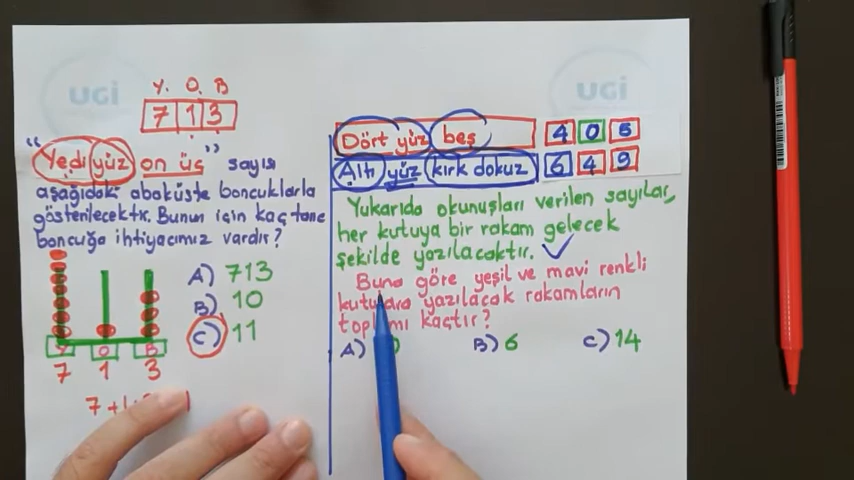 UGİ
Y. O. B
7 1 3
"Yedi yüz on üç" sayısı
aşağıdaki abaküste boncuklarla
gösterilecektir. Bunun için kaç tane
boncuğa ihtiyacımız vardır?
A) 713
B) 10
C) 11
Y O B
7 1 3
7 +
UGİ
Dört yüz beş 4 0 5
Altı yüz kırk dokuz 6 4 9
Yukarıda okunuşları verilen sayılar,
her kutuya bir rakam gelecek
şekilde yazılacaktır.
Buna göre yeşil ve mavi renkli
kutulara yazılacak rakamların
toplamı kaçtır?
A)
B) 6
C) 14